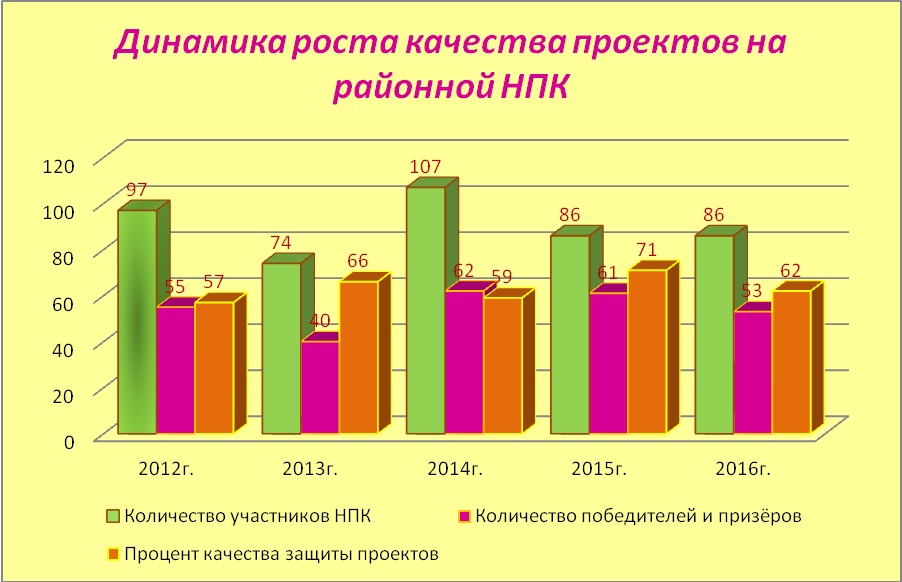 Динамика роста качества проектов на
районной НПК
120
100
80
60
40
20
0
97
55
57
74
40
66
107
62
59
86
61
71
86
53
62
2012г.
2013г.
2014г.
2015г.
2016г.
Количество участников НПК
Количество победителей и призёров
Процент качества защиты проектов